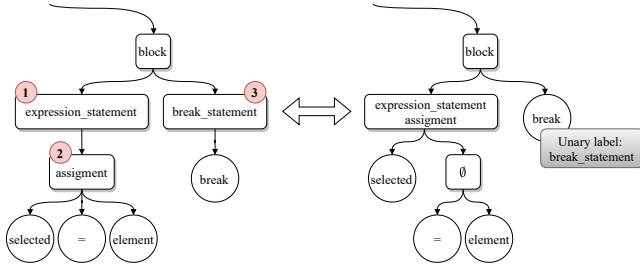 block
block
1
3
expression_statement
break_statement
expression_statement
assigment
break
Unary label:
break_statement
2
assigment
break
selected
∅
selected
=
element
=
element